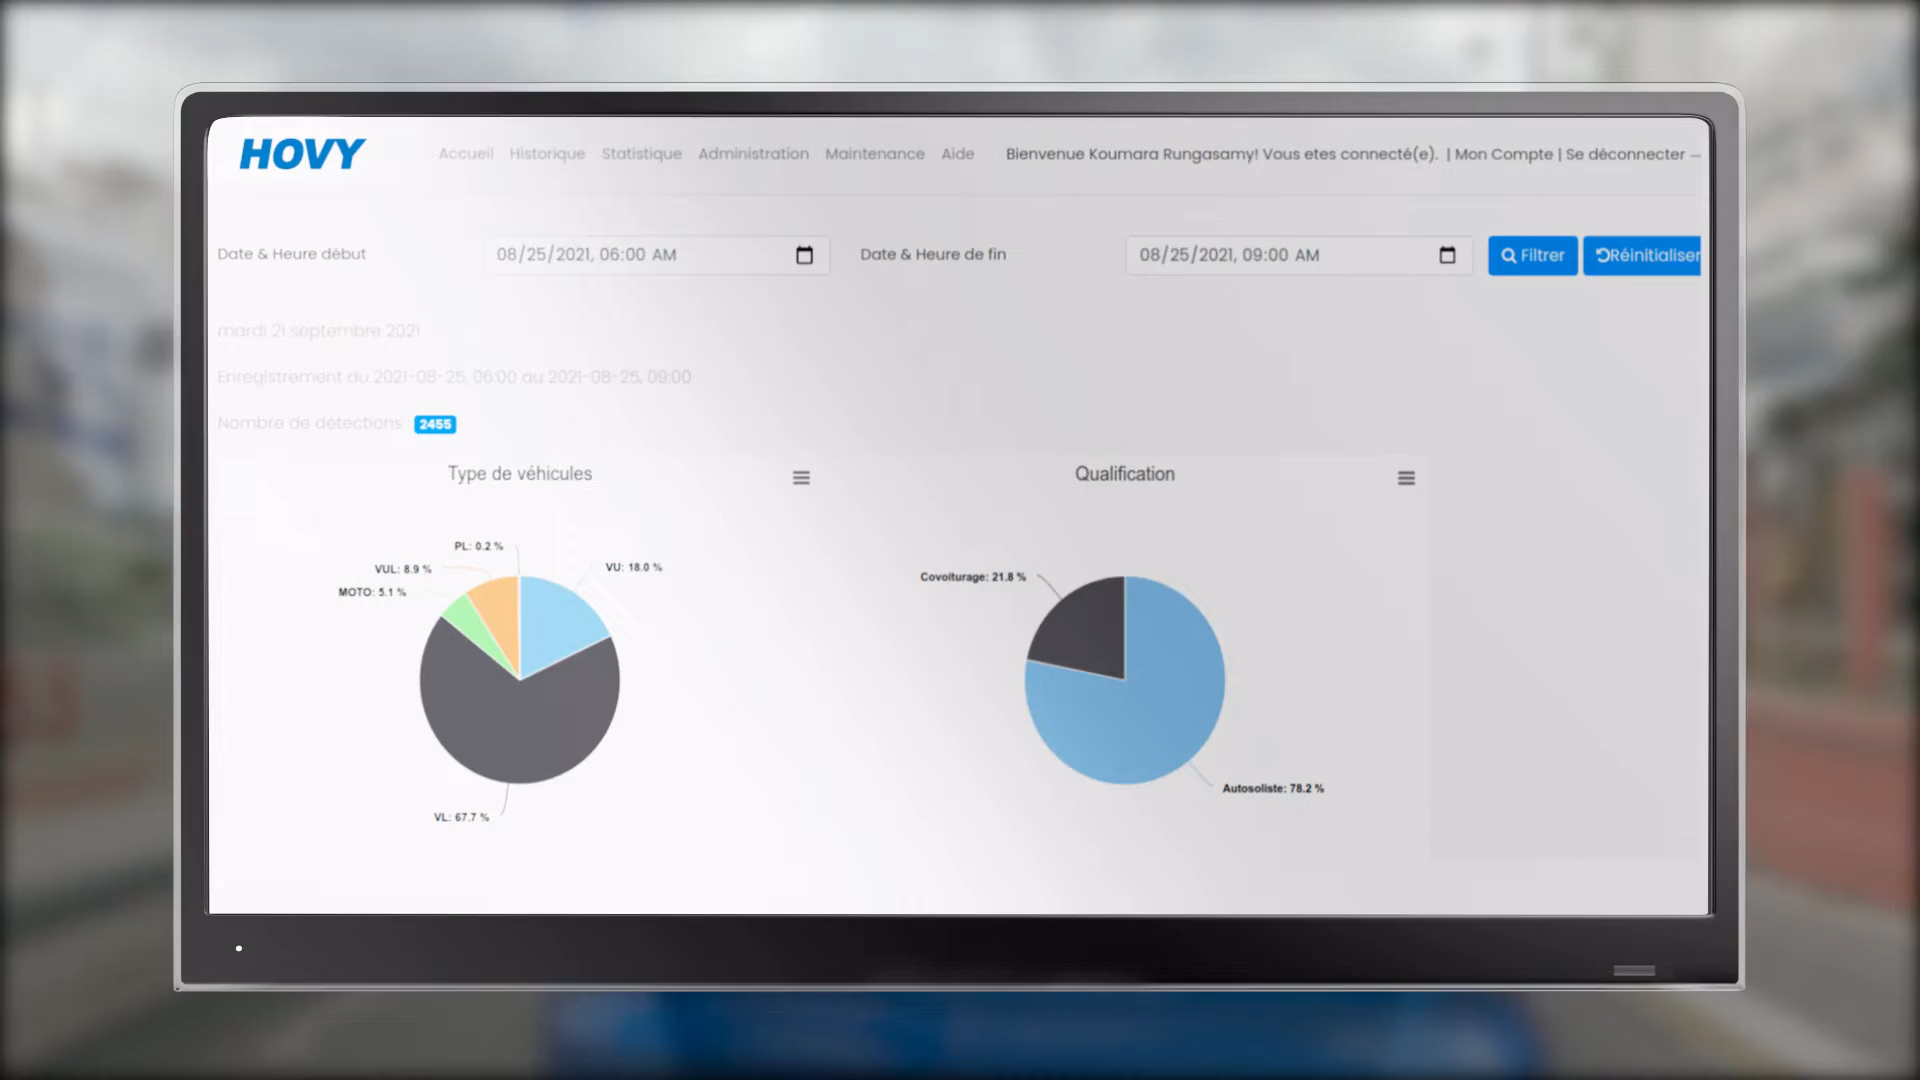 HOVY Accueil Historique Statistique Administration Maintenance Aide Bienvenue Koumara Rungasamy! Vous etes connecté(e). | Mon Compte | Se déconnecter —
Date & Heure début 08/25/2021, 06:00 AM Date & Heure de fin 08/25/2021, 09:00 AM Filtrer Réinitialiser
mardi 21 septembre 2021
Enregistrement du 2021-08-25, 06:00 au 2021-08-25, 09:00
Nombre de détections 2455
Type de véhicules
PL: 0.2 %
VUL: 8.9 %
VU: 18.0 %
MOTO: 5.1 %
VL: 67.7 %
Qualification
Covoiturage: 21.8 %
Autosoliste: 78.2 %